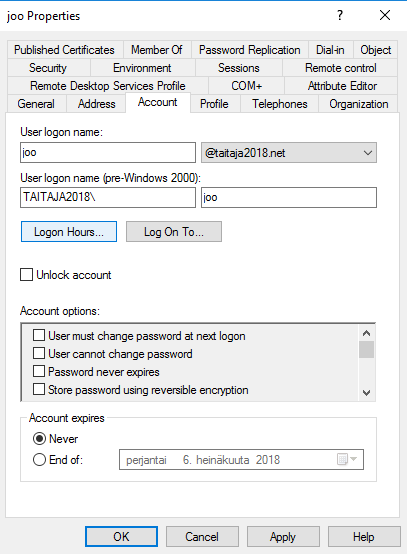 joo Properties
? ×
Published Certificates Member Of Password Replication Dial-in Object
Security Environment Sessions Remote control
Remote Desktop Services Profile COM+ Attribute Editor
General Address Account Profile Telephones Organization
User logon name:
joo @taitaja2018.net
User logon name (pre-Windows 2000):
TAITAJA2018\ joo
Logon Hours... Log On To...
Unlock account
Account options:
User must change password at next logon
User cannot change password
Password never expires
Store password using reversible encryption
Account expires
Never
End of: perjantai 6. heinäkuuta 2018
OK Cancel Apply Help